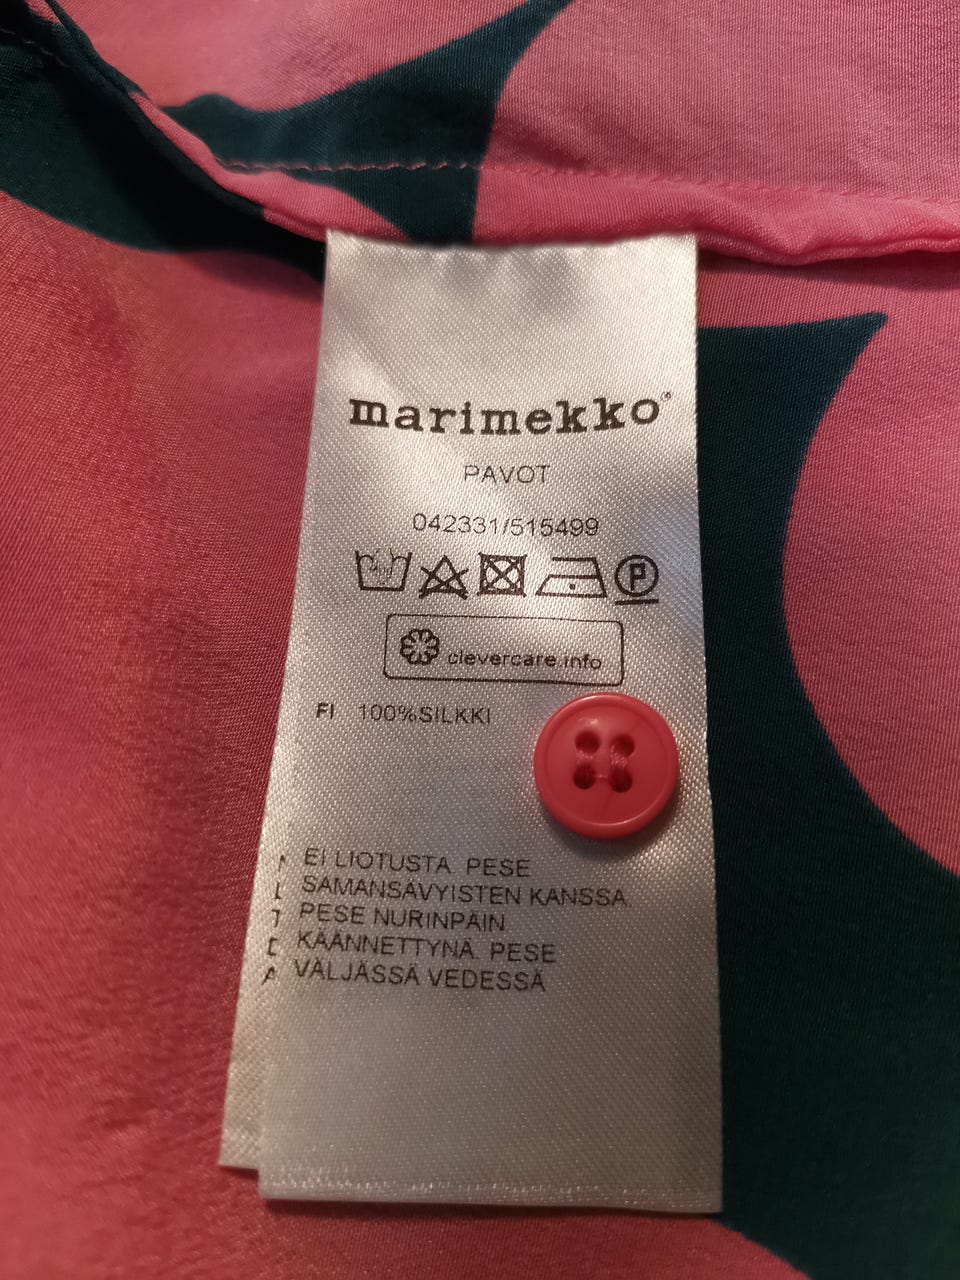 marimekko®
PAVOT
042331/515499
P
clevercare.info
FI 100%SILKKI
EI LIOTUSTA. PESE
SAMANSÄVYISTEN KANSSA.
PESE NURINPÄIN
KÄÄNNETTYNÄ. PESE
VÄLJÄSSÄ VEDESSÄ